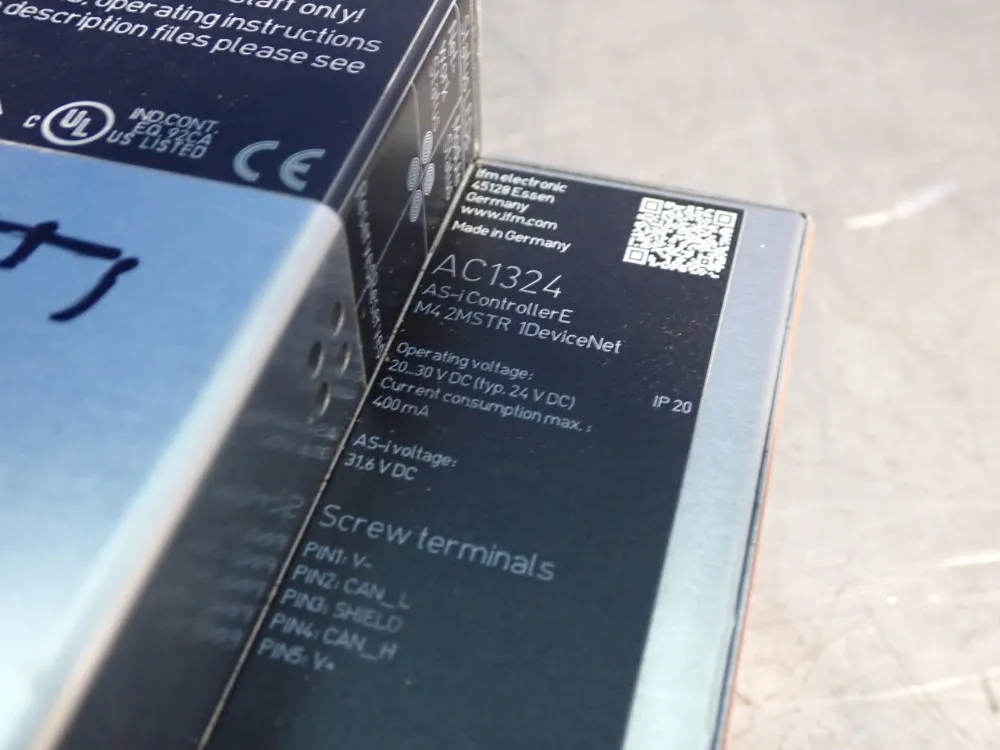 staff only!
operating instructions
description files please see
C UL US LISTED
IND.CONT.
EQ. 92CA
CE
ifm electronic
45128 Essen
Germany
www.ifm.com
Made in Germany
AC1324
AS-i ControllerE
M4 2MSTR 1DeviceNet
Operating voltage:
20...30 V DC (typ. 24 V DC)
Current consumption max. :
400 mA
IP 20
AS-i voltage:
31,6 V DC
Screw terminals
PIN1: V-
PIN2: CAN_L
PIN3: SHIELD
PIN4: CAN_H
PIN5: V+